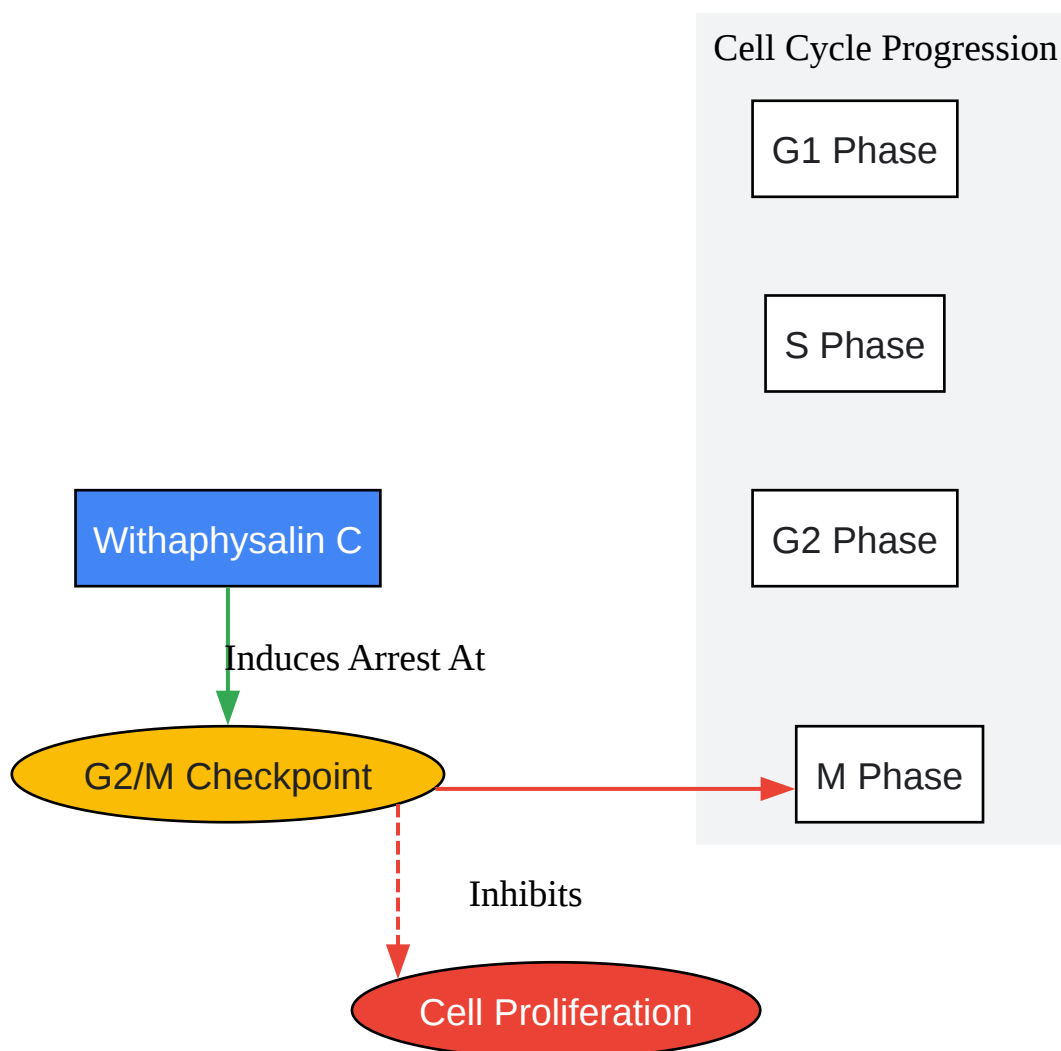 Cell Cycle Progression
G1 Phase
S Phase
Withaphysalin C
G2 Phase
Induces Arrest At
G2/M Checkpoint
M Phase
Inhibits
Cell Proliferation